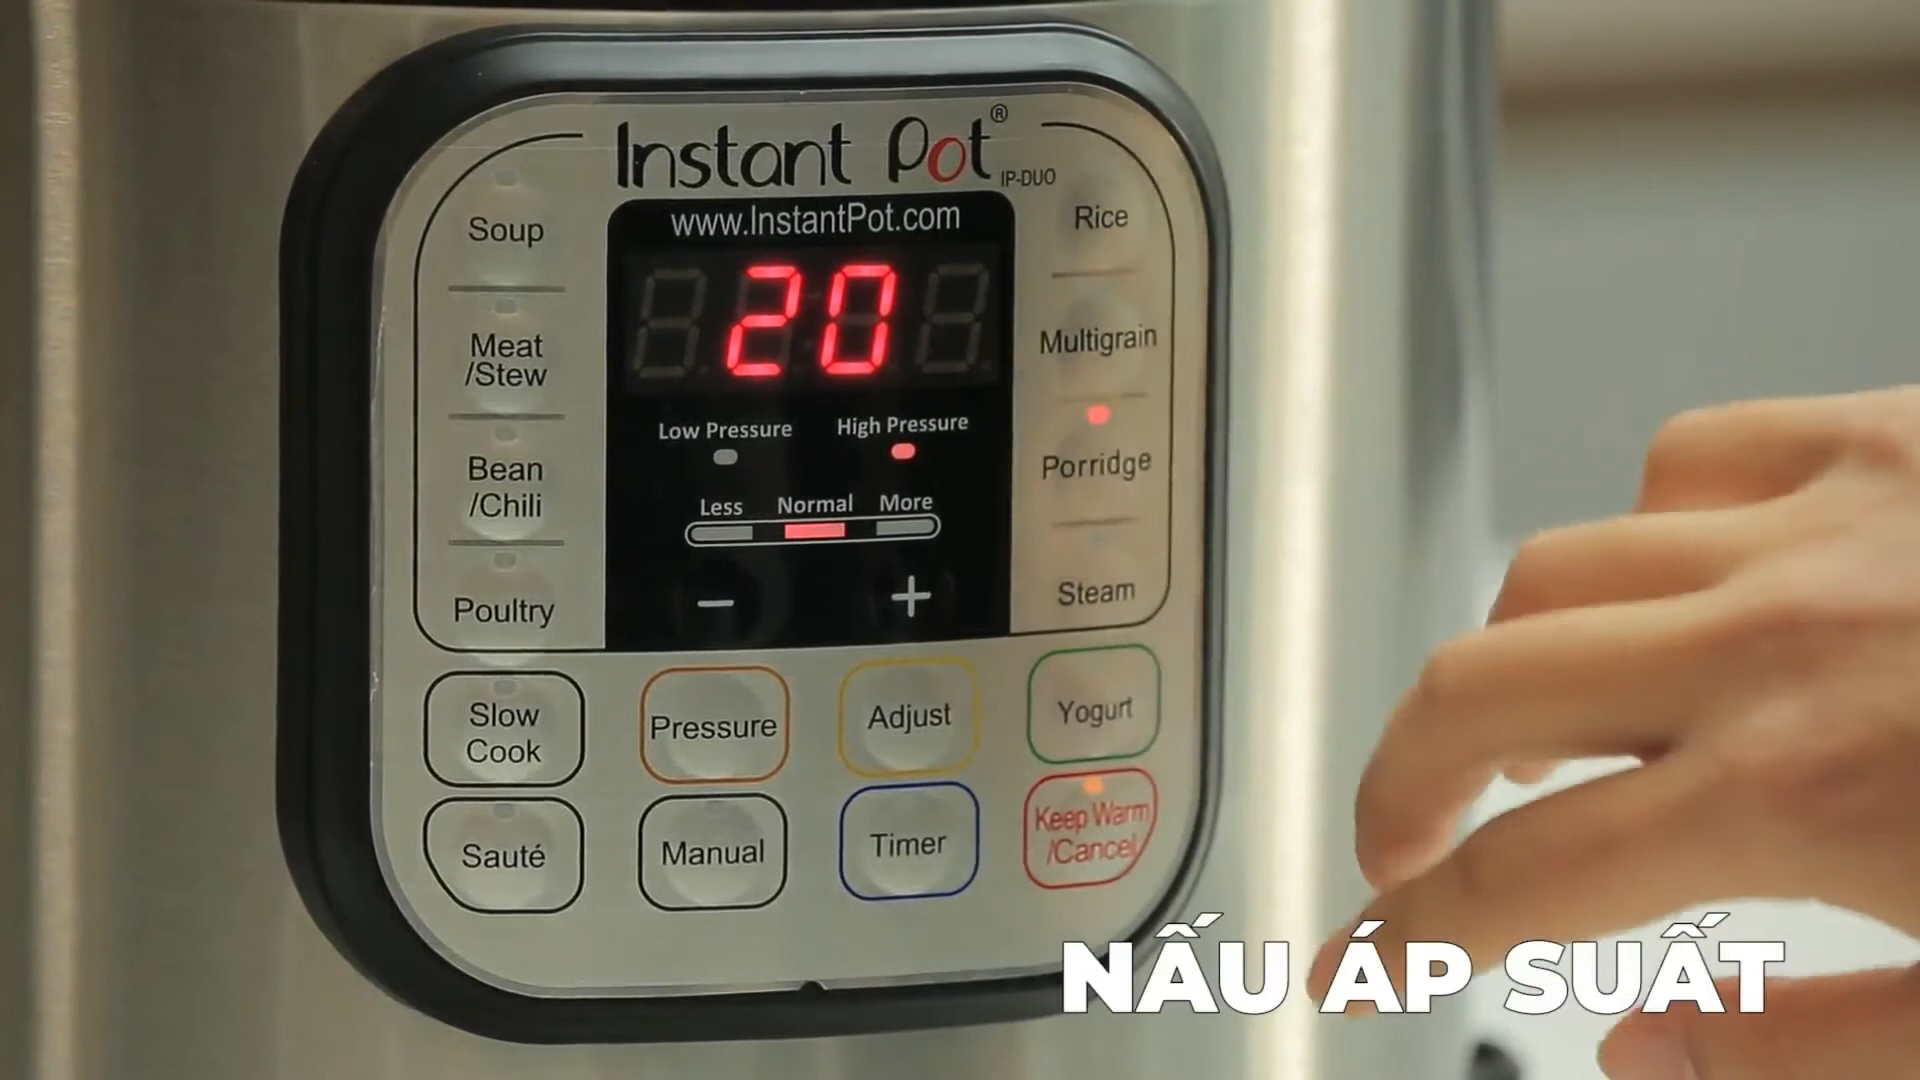 Instant Pot®
IP-DUO
www.InstantPot.com
20
Low Pressure
High Pressure
Less
Normal
More
−
+
Soup
Meat
/Stew
Bean
/Chili
Poultry
Rice
Multigrain
Porridge
Steam
Slow
Cook
Pressure
Adjust
Yogurt
Sauté
Manual
Timer
Keep Warm
/Cancel
NẤU ÁP SUẤT